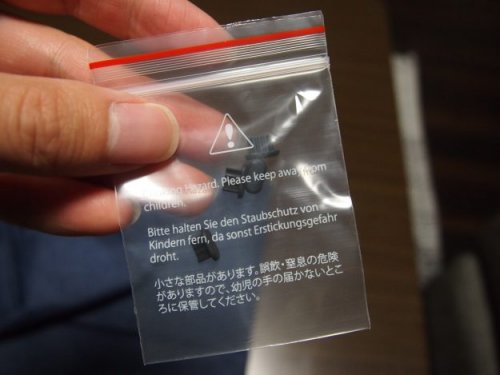 Hazard. Please keep away from
children.
Bitte halten Sie den Staubschutz von
Kindern fern, da sonst Erstickungsgefahr
droht.
小さな部品があります。誤飲・窒息の危険
がありますので、幼児の手の届かないとこ
ろに保管してください。